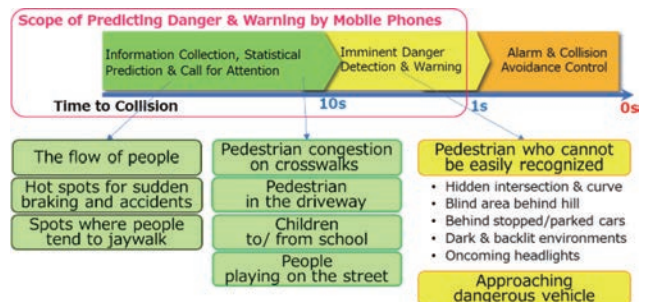 Scope of Predicting Danger & Warning by Mobile Phones
Information Collection, Statistical
Prediction & Call for Attention
Imminent Danger
Detection & Warning
Alarm & Collision
Avoidance Control
Time to Collision
10s
1s
0s
The flow of people
Hot spots for sudden
braking and accidents
Spots where people
tend to jaywalk
Pedestrian congestion
on crosswalks
Pedestrian
in the driveway
Children
to/ from school
People
playing on the street
Pedestrian who cannot
be easily recognized
• Hidden intersection & curve
• Blind area behind hill
• Behind stopped/parked cars
• Dark & backlit environments
• Oncoming headlights
Approaching
dangerous vehicle